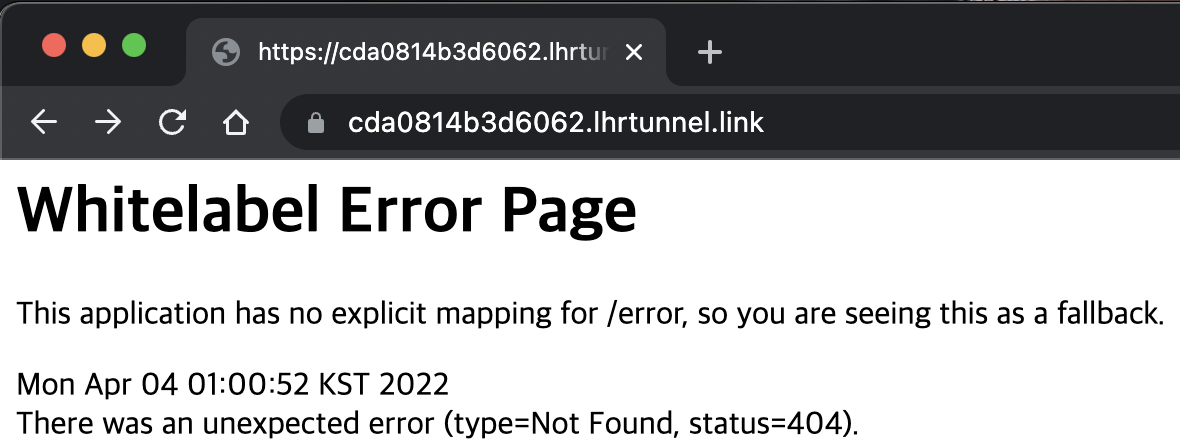 https://cda0814b3d6062.lhrtun
cda0814b3d6062.lhrtunnel.link
Whitelabel Error Page
This application has no explicit mapping for /error, so you are seeing this as a fallback.
Mon Apr 04 01:00:52 KST 2022
There was an unexpected error (type=Not Found, status=404).